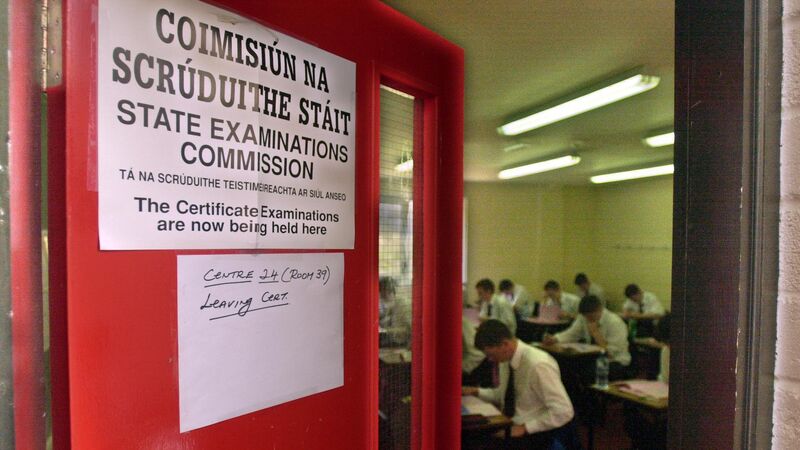 COIMISIÚN NA
SCRÚDUITHE STÁIT
STATE EXAMINATIONS
COMMISSION
TÁ NA SCRÚDUITHE TEISTIMÉIREACHTA AR SIÚL ANSEO
The Certificate Examinations
are now being held here
CENTRE 24 (ROOM 39)
LEAVING CERT.